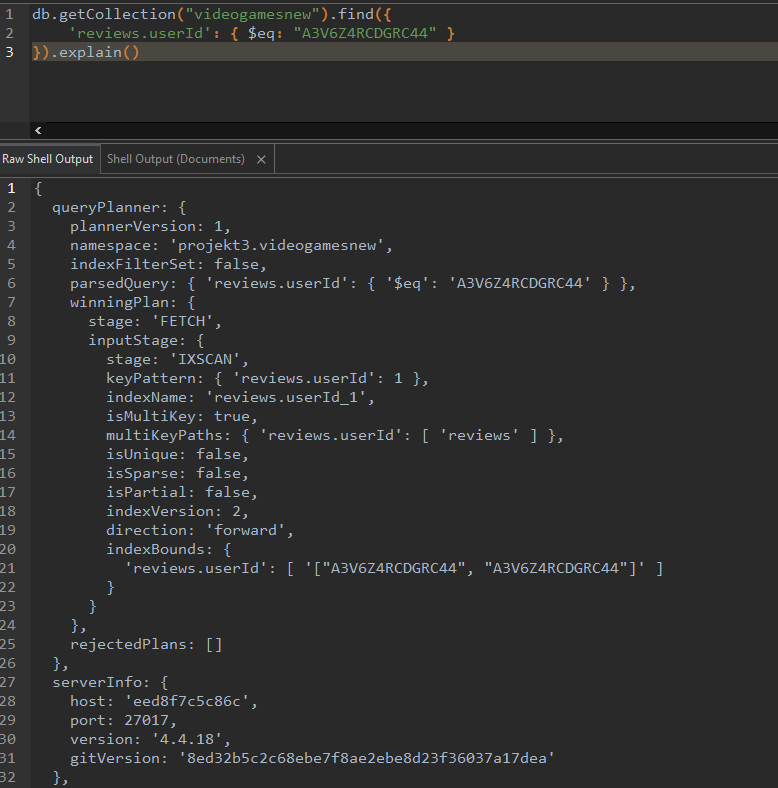 1 db.getCollection("videogamesnew").find({
2     'reviews.userId': { $eq: "A3V6Z4RCDGRC44" }
3 }).explain()
Raw Shell Output Shell Output (Documents) ×
1 {
2   queryPlanner: {
3     plannerVersion: 1,
4     namespace: 'projekt3.videogamesnew',
5     indexFilterSet: false,
6     parsedQuery: { 'reviews.userId': { '$eq': 'A3V6Z4RCDGRC44' } },
7     winningPlan: {
8       stage: 'FETCH',
9       inputStage: {
10         stage: 'IXSCAN',
11         keyPattern: { 'reviews.userId': 1 },
12         indexName: 'reviews.userId_1',
13         isMultiKey: true,
14         multiKeyPaths: { 'reviews.userId': [ 'reviews' ] },
15         isUnique: false,
16         isSparse: false,
17         isPartial: false,
18         indexVersion: 2,
19         direction: 'forward',
20         indexBounds: {
21           'reviews.userId': [ '["A3V6Z4RCDGRC44", "A3V6Z4RCDGRC44"]' ]
22         }
23       }
24     },
25     rejectedPlans: []
26   },
27   serverInfo: {
28     host: 'eed8f7c5c86c',
29     port: 27017,
30     version: '4.4.18',
31     gitVersion: '8ed32b5c2c68ebe7f8ae2ebe8d23f36037a17dea'
32   },